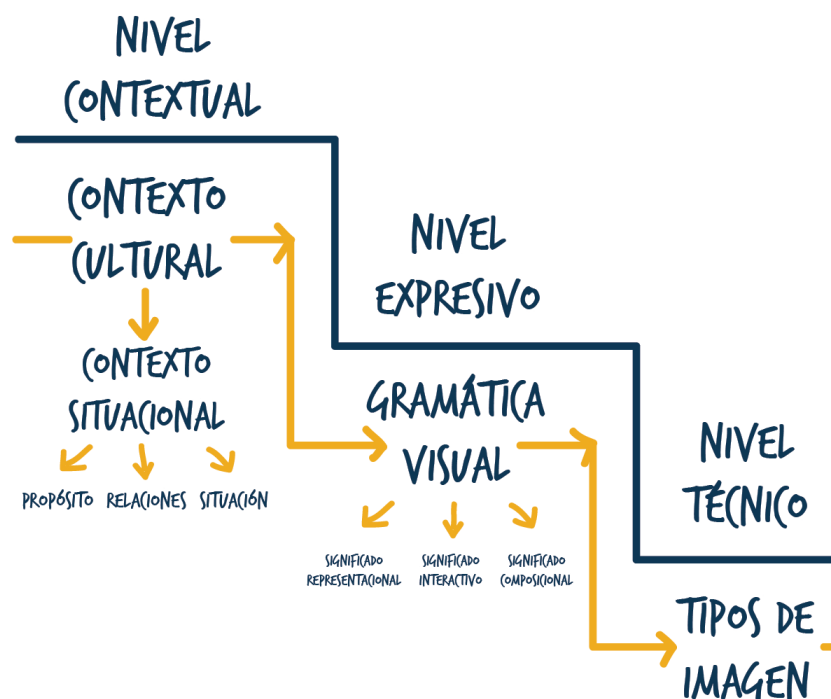 NIVEL
CONTEXTUAL
CONTEXTO
CULTURAL
CONTEXTO
SITUACIONAL
PROPÓSITO RELACIONES SITUACIÓN
NIVEL
EXPRESIVO
GRAMÁTICA
VISUAL
SIGNIFICADO
REPRESENTACIONAL
SIGNIFICADO
INTERACTIVO
SIGNIFICADO
COMPOSICIONAL
NIVEL
TÉCNICO
TIPOS DE
IMAGEN